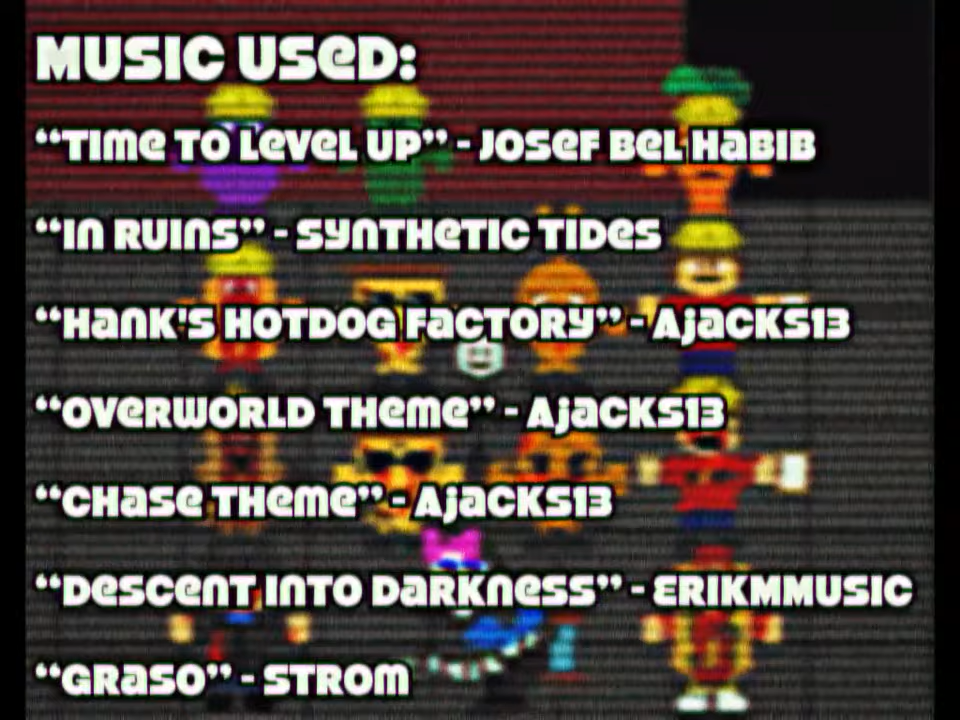 MUSIC USED:
“TIME TO LEVEL UP” - JOSEF BEL HABIB
“IN RUINS” - SYNTHETIC TIDES
“HANK'S HOTDOG FACTORY” - AJACKS13
“OVERWORLD THEME” - AJACKS13
“CHASE THEME” - AJACKS13
“DESCENT INTO DARKNESS” - ERIKMMUSIC
“GRASO” - STROM